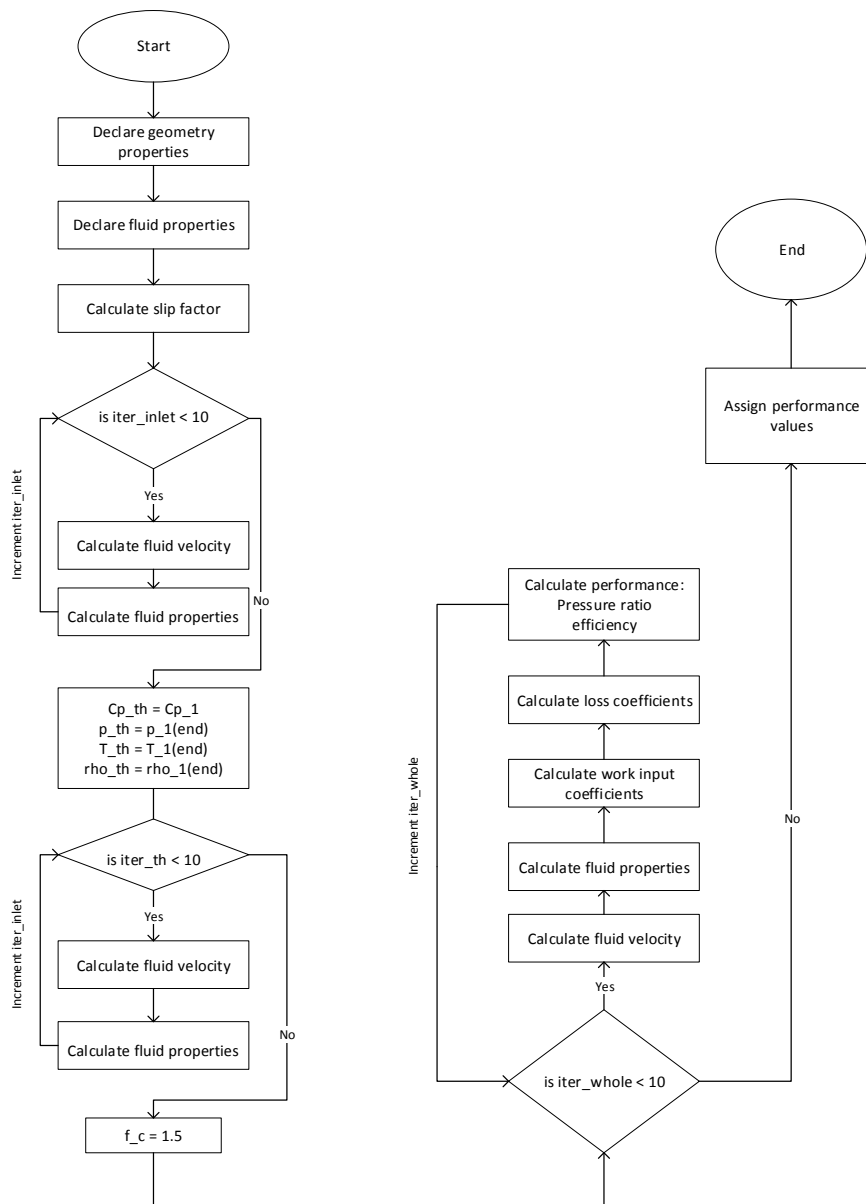 Start
Declare geometry
properties
Declare fluid properties
Calculate slip factor
is iter_inlet < 10
Yes
Increment iter_inlet
Calculate fluid velocity
Calculate fluid properties
No
Cp_th = Cp_1
p_th = p_1(end)
T_th = T_1(end)
rho_th = rho_1(end)
is iter_th < 10
Yes
Increment iter_inlet
Calculate fluid velocity
Calculate fluid properties
No
f_c = 1.5
is iter_whole < 10
Yes
Calculate fluid velocity
Calculate fluid properties
Calculate work input
coefficients
Calculate loss coefficients
Calculate performance:
Pressure ratio
efficiency
Increment iter_whole
No
Assign performance
values
End